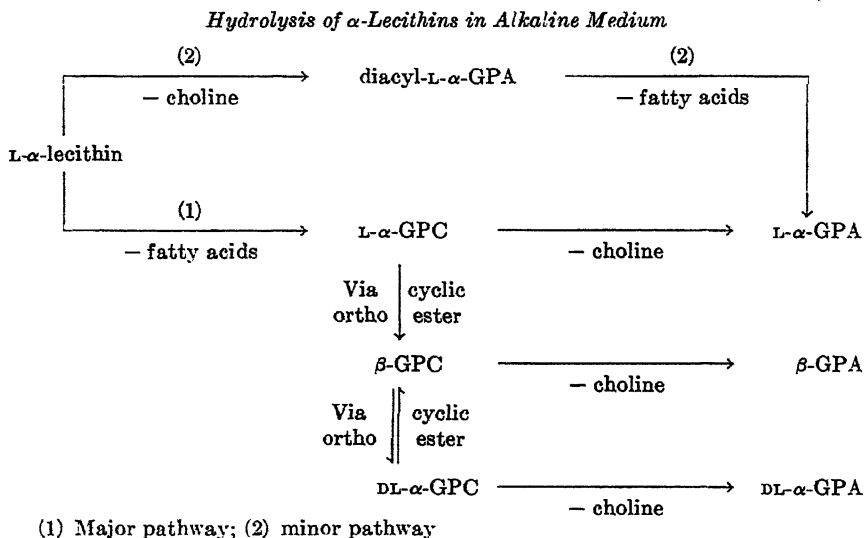 Hydrolysis of α-Lecithins in Alkaline Medium
(2) (2)
diacyl-L-α-GPA
— choline — fatty acids
L-α-lecithin
(1)
L-α-GPC L-α-GPA
— fatty acids — choline
Via cyclic
ortho ester
β-GPC β-GPA
— choline
Via cyclic
ortho ester
DL-α-GPC DL-α-GPA
— choline
(1) Major pathway; (2) minor pathway